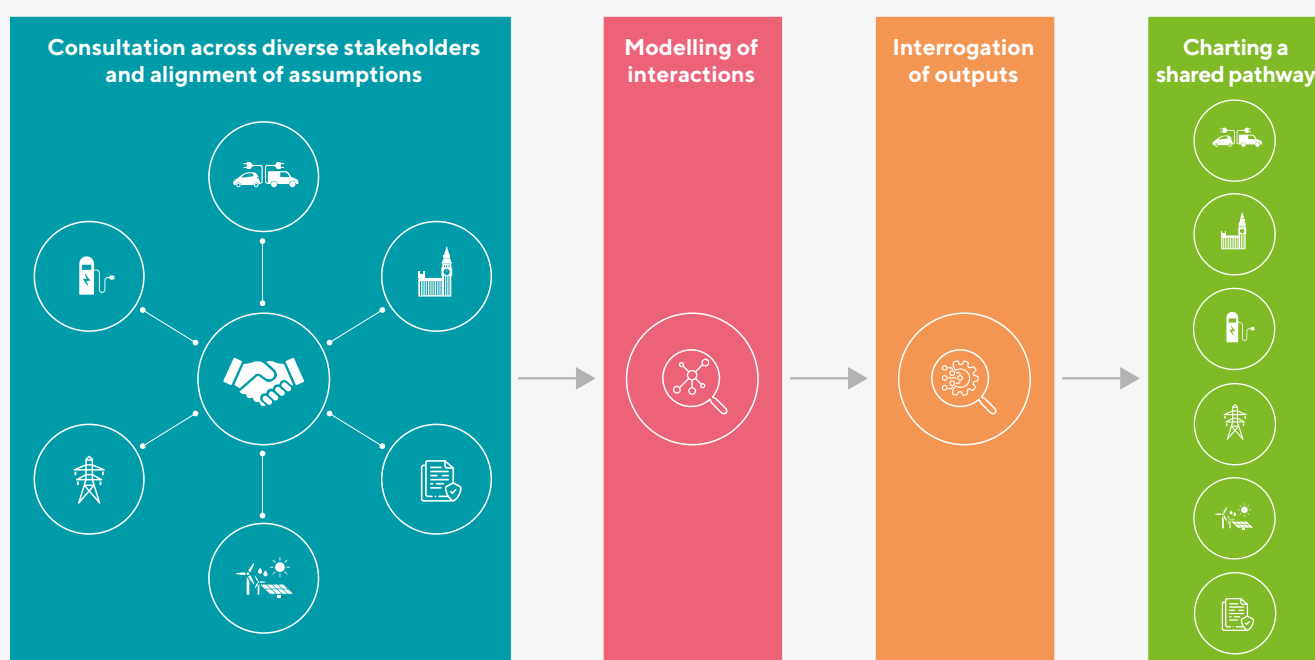 Consultation across diverse stakeholders
and alignment of assumptions
Modelling of
interactions
Interrogation
of outputs
Charting a
shared pathway